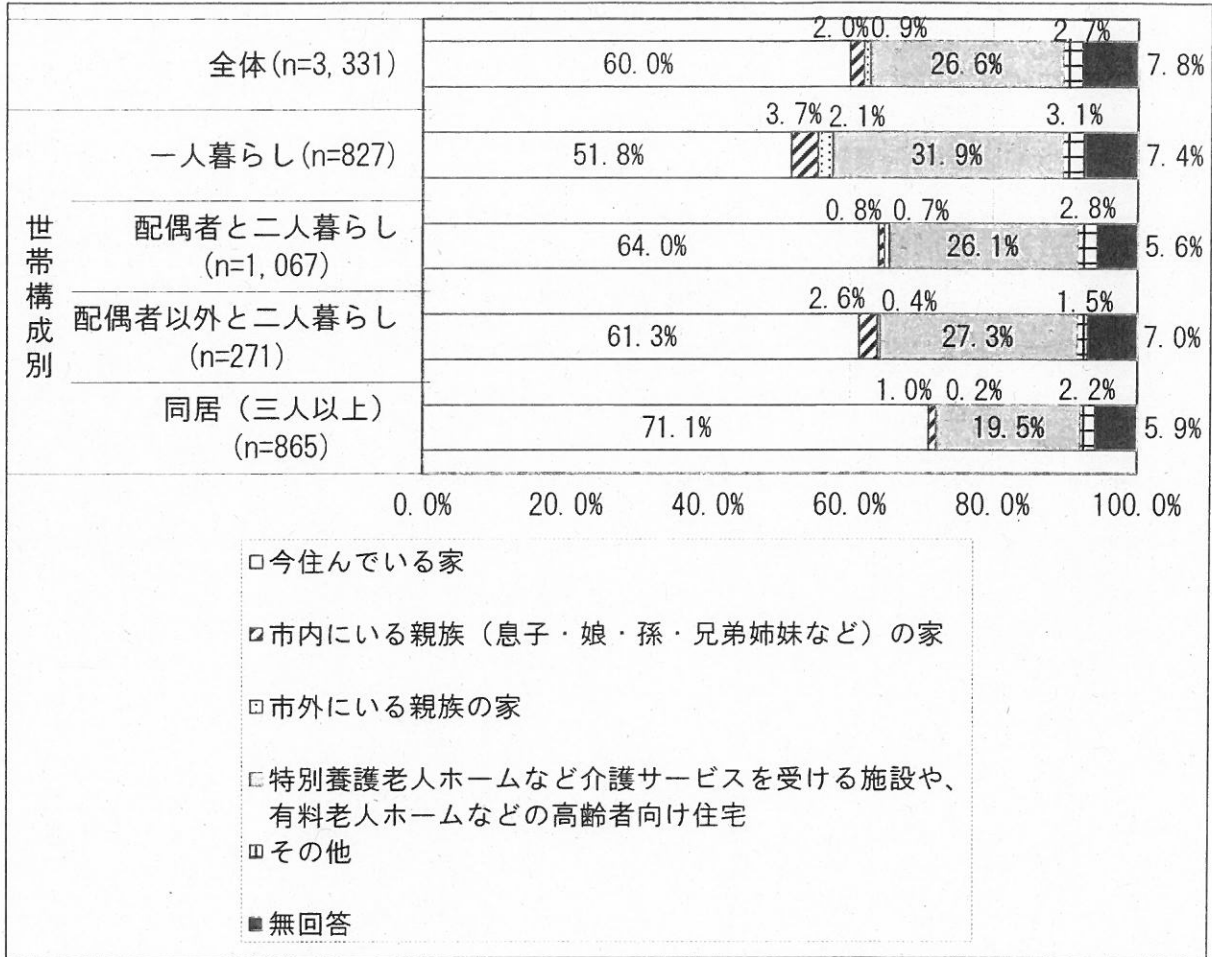 2.0% 0.9% 2.7%
全体(n=3,331) 60.0% 26.6% 7.8%
3.7% 2.1% 3.1%
一人暮らし(n=827) 51.8% 31.9% 7.4%
世帯構成別
0.8% 0.7% 2.8%
配偶者と二人暮らし
(n=1,067)
64.0% 26.1% 5.6%
2.6% 0.4% 1.5%
配偶者以外と二人暮らし
(n=271)
61.3% 27.3% 7.0%
1.0% 0.2% 2.2%
同居（三人以上）
(n=865)
71.1% 19.5% 5.9%
0.0% 20.0% 40.0% 60.0% 80.0% 100.0%
今住んでいる家
市内にいる親族（息子・娘・孫・兄弟姉妹など）の家
市外にいる親族の家
特別養護老人ホームなど介護サービスを受ける施設や、
有料老人ホームなどの高齢者向け住宅
その他
無回答